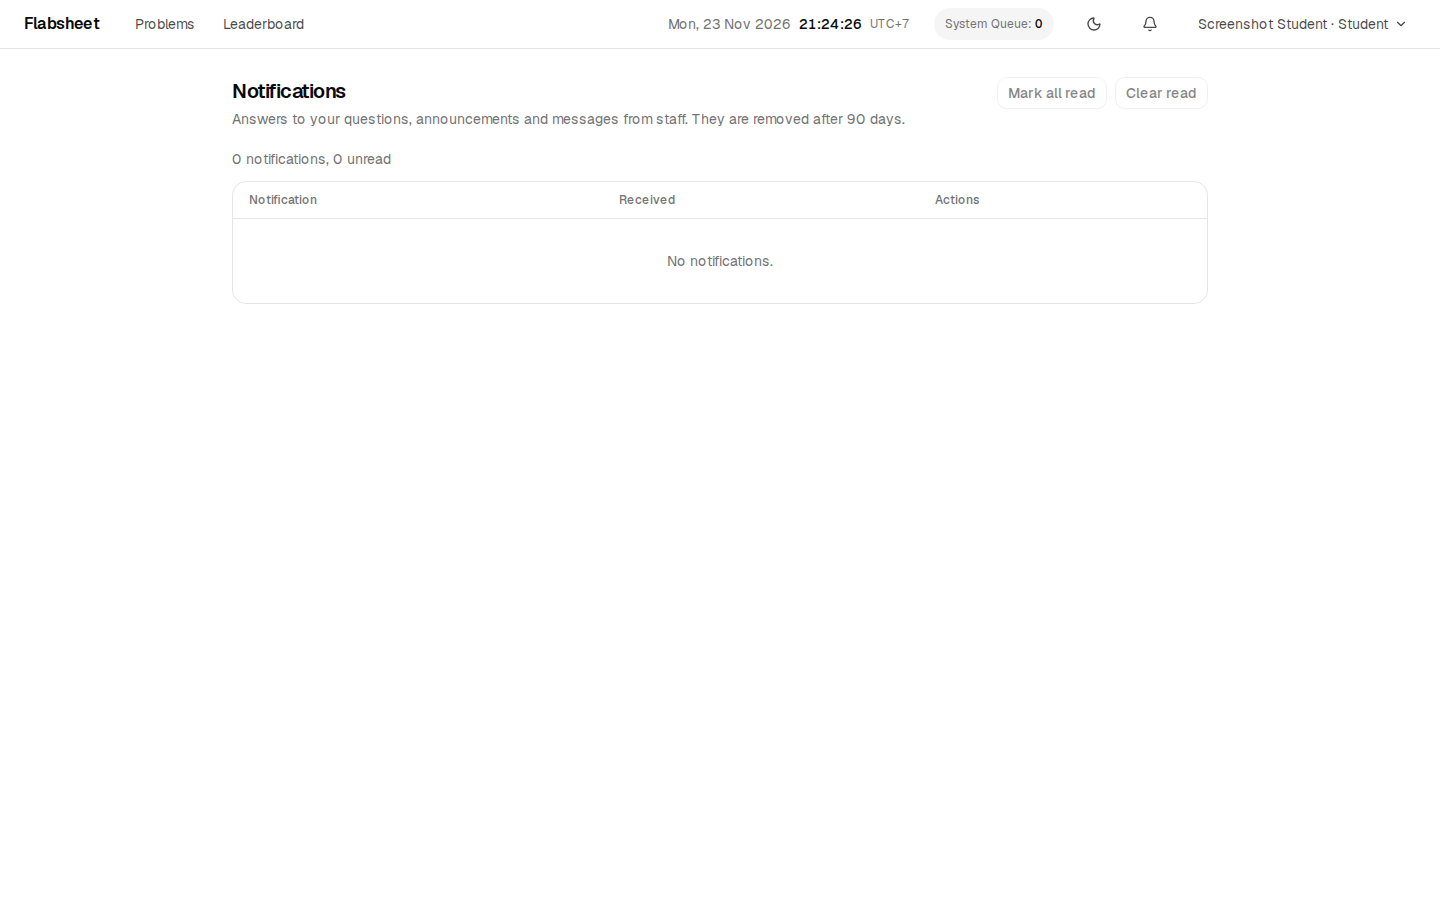 Flabsheet Problems Leaderboard Mon, 23 Nov 2026 21:24:26 UTC+7 System Queue: 0 Screenshot Student · Student
Notifications Mark all read Clear read
Answers to your questions, announcements and messages from staff. They are removed after 90 days.
0 notifications, 0 unread
Notification Received Actions
No notifications.